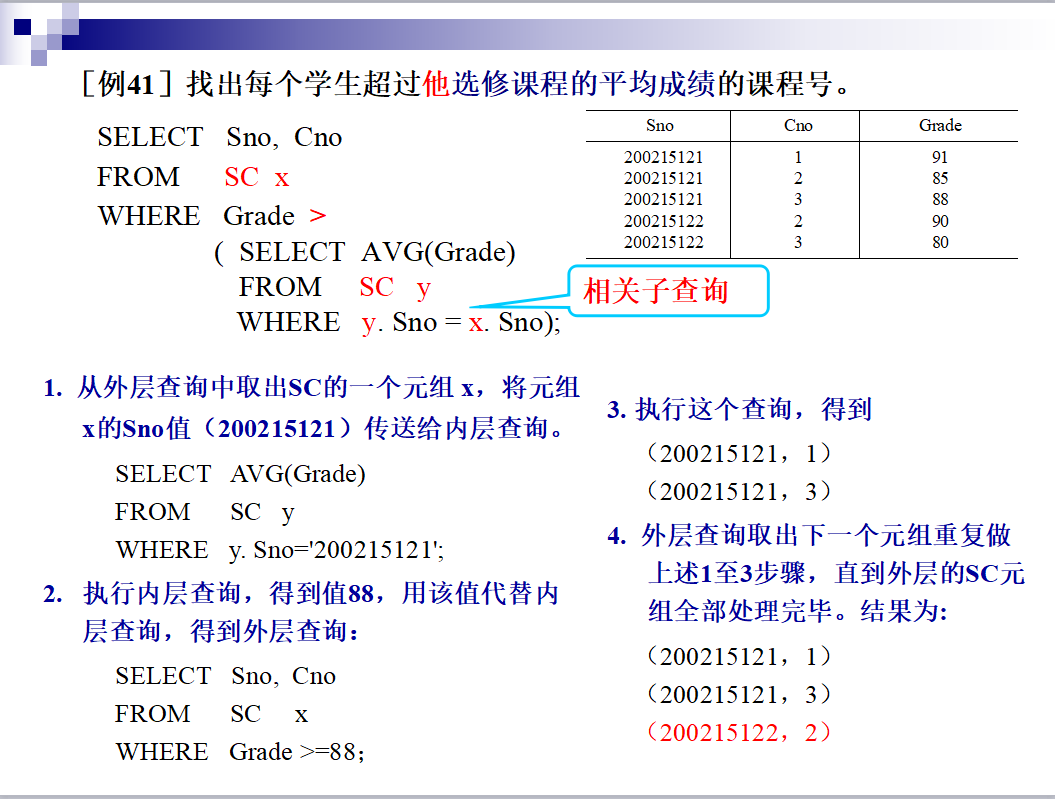 ［例41］找出每个学生超过他选修课程的平均成绩的课程号。
SELECT Sno, Cno
FROM SC x
WHERE Grade >
( SELECT AVG(Grade)
FROM SC y
WHERE y. Sno = x. Sno);
Sno Cno Grade
200215121 1 91
200215121 2 85
200215121 3 88
200215122 2 90
200215122 3 80
相关子查询
1. 从外层查询中取出SC的一个元组 x，将元组
x的Sno值（200215121）传送给内层查询。
SELECT AVG(Grade)
FROM SC y
WHERE y. Sno='200215121';
2. 执行内层查询，得到值88，用该值代替内
层查询，得到外层查询：
SELECT Sno, Cno
FROM SC x
WHERE Grade >=88；
3. 执行这个查询，得到
（200215121，1）
（200215121，3）
4. 外层查询取出下一个元组重复做
上述1至3步骤，直到外层的SC元
组全部处理完毕。结果为:
（200215121，1）
（200215121，3）
（200215122，2）